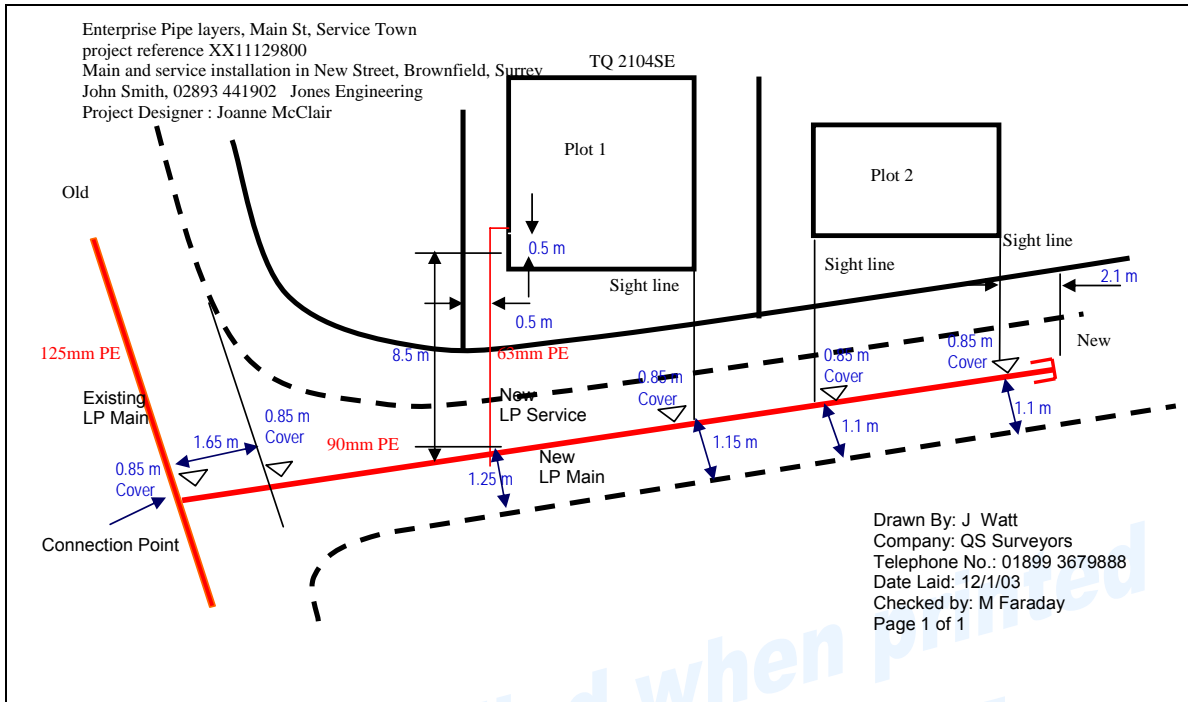 Enterprise Pipe layers, Main St, Service Town
project reference XX11129800
Main and service installation in New Street, Brownfield, Surrey
John Smith, 02893 441902 Jones Engineering
Project Designer : Joanne McClair
TQ 2104SE
Plot 1
Plot 2
Old
0.5 m
Sight line
Sight line
Sight line
2.1 m
0.5 m
125mm PE
8.5 m
63mm PE
New
0.85 m
Cover
0.85 m
Cover
0.85 m
Cover
Existing
LP Main
New
LP Service
0.85 m
Cover
1.65 m
90mm PE
1.15 m
1.1 m
1.1 m
0.85 m
Cover
New
LP Main
1.25 m
Connection Point
Drawn By: J Watt
Company: QS Surveyors
Telephone No.: 01899 3679888
Date Laid: 12/1/03
Checked by: M Faraday
Page 1 of 1
when printed